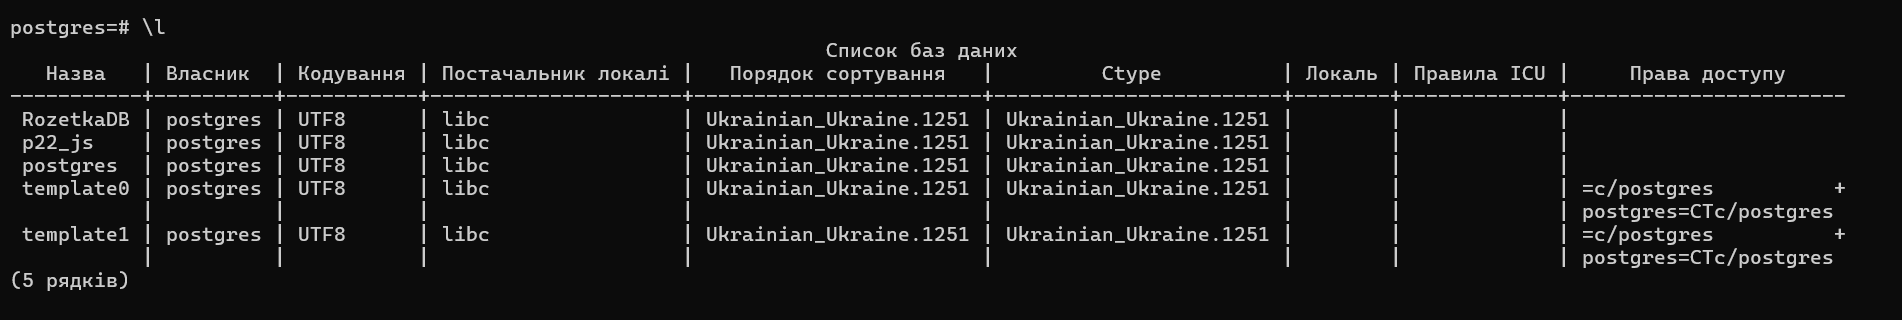 postgres=# \l
Список баз даних
Назва | Власник | Кодування | Постачальник локалі | Порядок сортування | Ctype | Локаль | Правила ICU | Права доступу
-----------+----------+-----------+---------------------+------------------------+------------------------+--------+-------------+-----------------------
RozetkaDB | postgres | UTF8 | libc | Ukrainian_Ukraine.1251 | Ukrainian_Ukraine.1251 | | |
p22_js | postgres | UTF8 | libc | Ukrainian_Ukraine.1251 | Ukrainian_Ukraine.1251 | | |
postgres | postgres | UTF8 | libc | Ukrainian_Ukraine.1251 | Ukrainian_Ukraine.1251 | | |
template0 | postgres | UTF8 | libc | Ukrainian_Ukraine.1251 | Ukrainian_Ukraine.1251 | | | =c/postgres +
| | | | | | | | postgres=CTc/postgres
template1 | postgres | UTF8 | libc | Ukrainian_Ukraine.1251 | Ukrainian_Ukraine.1251 | | | =c/postgres +
| | | | | | | | postgres=CTc/postgres
(5 рядків)